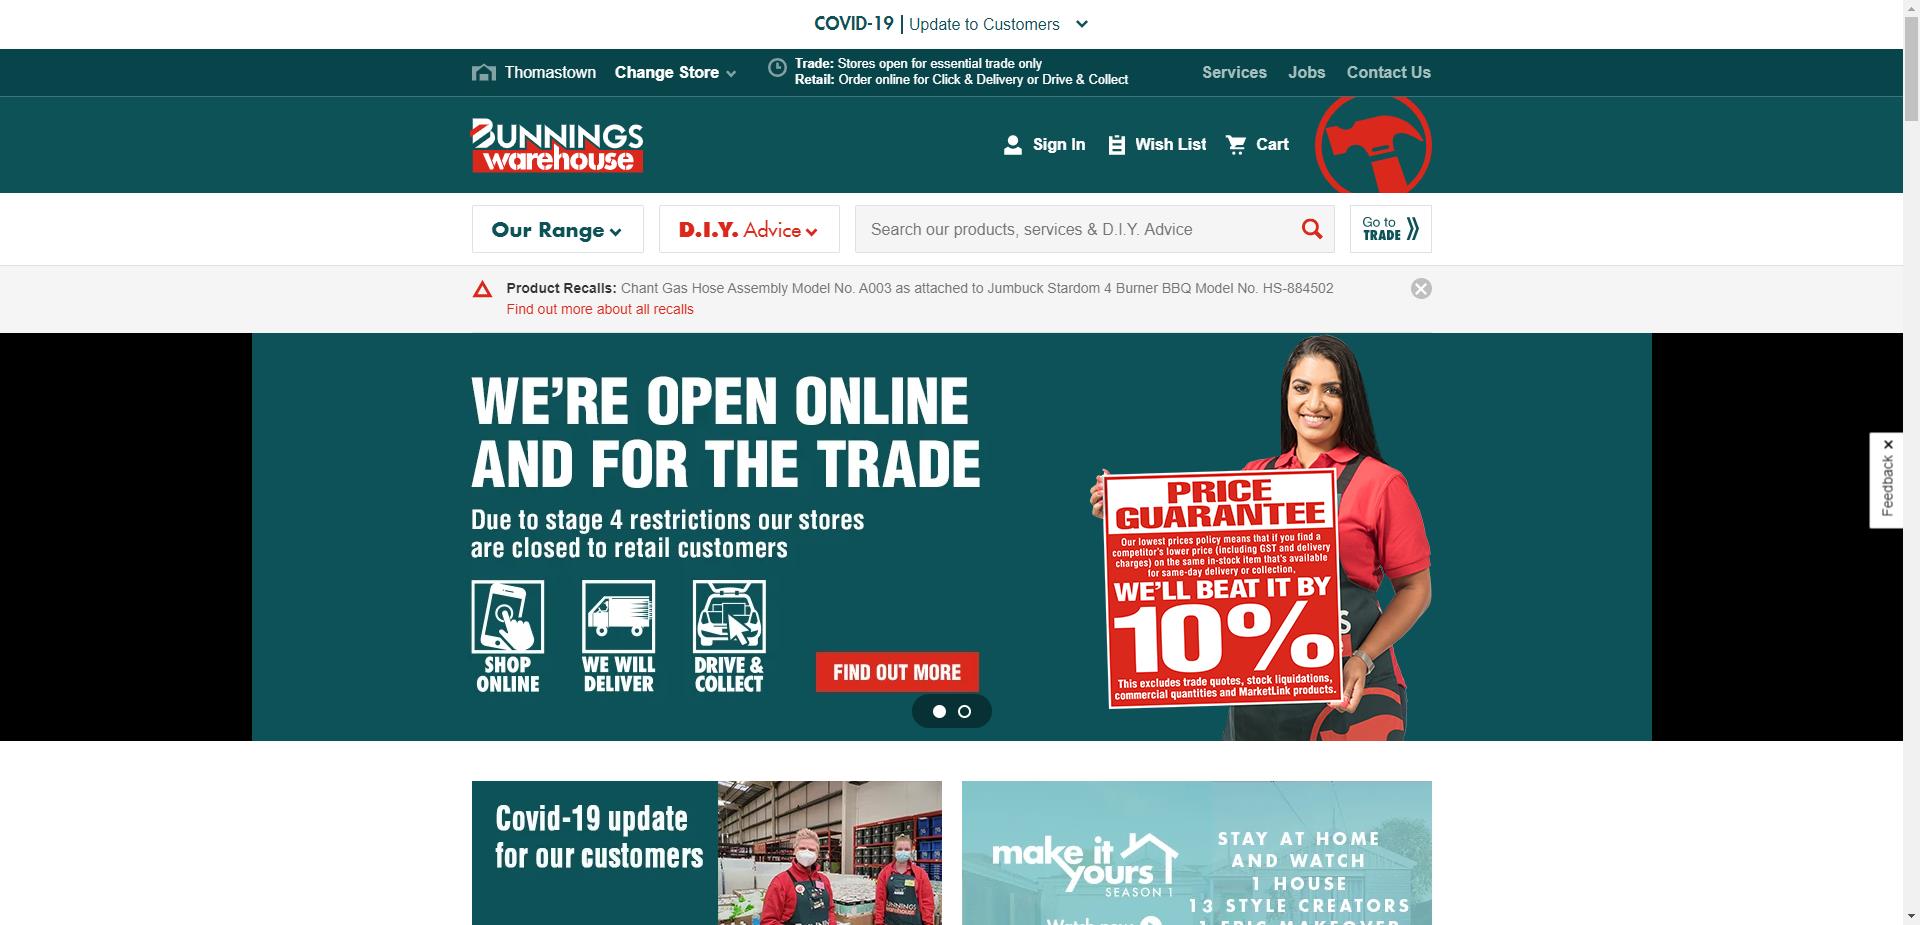 COVID-19 | Update to Customers
Thomastown Change Store
Trade: Stores open for essential trade only
Retail: Order online for Click & Delivery or Drive & Collect
Services Jobs Contact Us
BUNNINGS
warehouse
Sign In Wish List Cart
Our Range
D.I.Y. Advice
Search our products, services & D.I.Y. Advice
Go to
TRADE
Product Recalls: Chant Gas Hose Assembly Model No. A003 as attached to Jumbuck Stardom 4 Burner BBQ Model No. HS-884502
Find out more about all recalls
WE'RE OPEN ONLINE
AND FOR THE TRADE
Due to stage 4 restrictions our stores
are closed to retail customers
SHOP
ONLINE
WE WILL
DELIVER
DRIVE &
COLLECT
FIND OUT MORE
PRICE
GUARANTEE
Our lowest prices policy means that if you find a
competitor's lower price (including GST and delivery
charges) on the same in-stock item that's available
for same-day delivery or collection,
WE'LL BEAT IT BY
10%
This excludes trade quotes, stock liquidations,
commercial quantities and MarketLink products.
Feedback
Covid-19 update
for our customers
BUNNINGS
warehouse
make it
yours
SEASON 1
Watch now
STAY AT HOME
AND WATCH
1 HOUSE
13 STYLE CREATORS
1 EPIC MAKEOVER